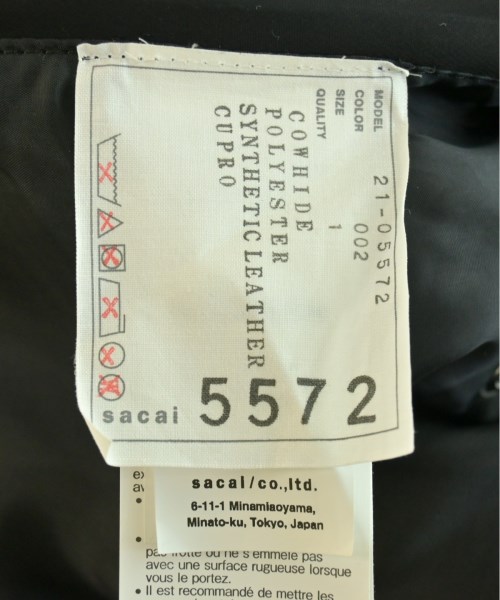 MODEL 21-05572
COLOR 002
SIZE 1
QUALITY
COWHIDE
POLYESTER
SYNTHETIC LEATHER
CUPRO
sacai 5572
sacai/co.,ltd.
6-11-1 Minamiaoyama,
Minato-ku, Tokyo, Japan
pas frotté ou ne s'emmêle pas
avec une surface rugueuse lorsque
vous le portez.
• Il est recommandé de mettre les